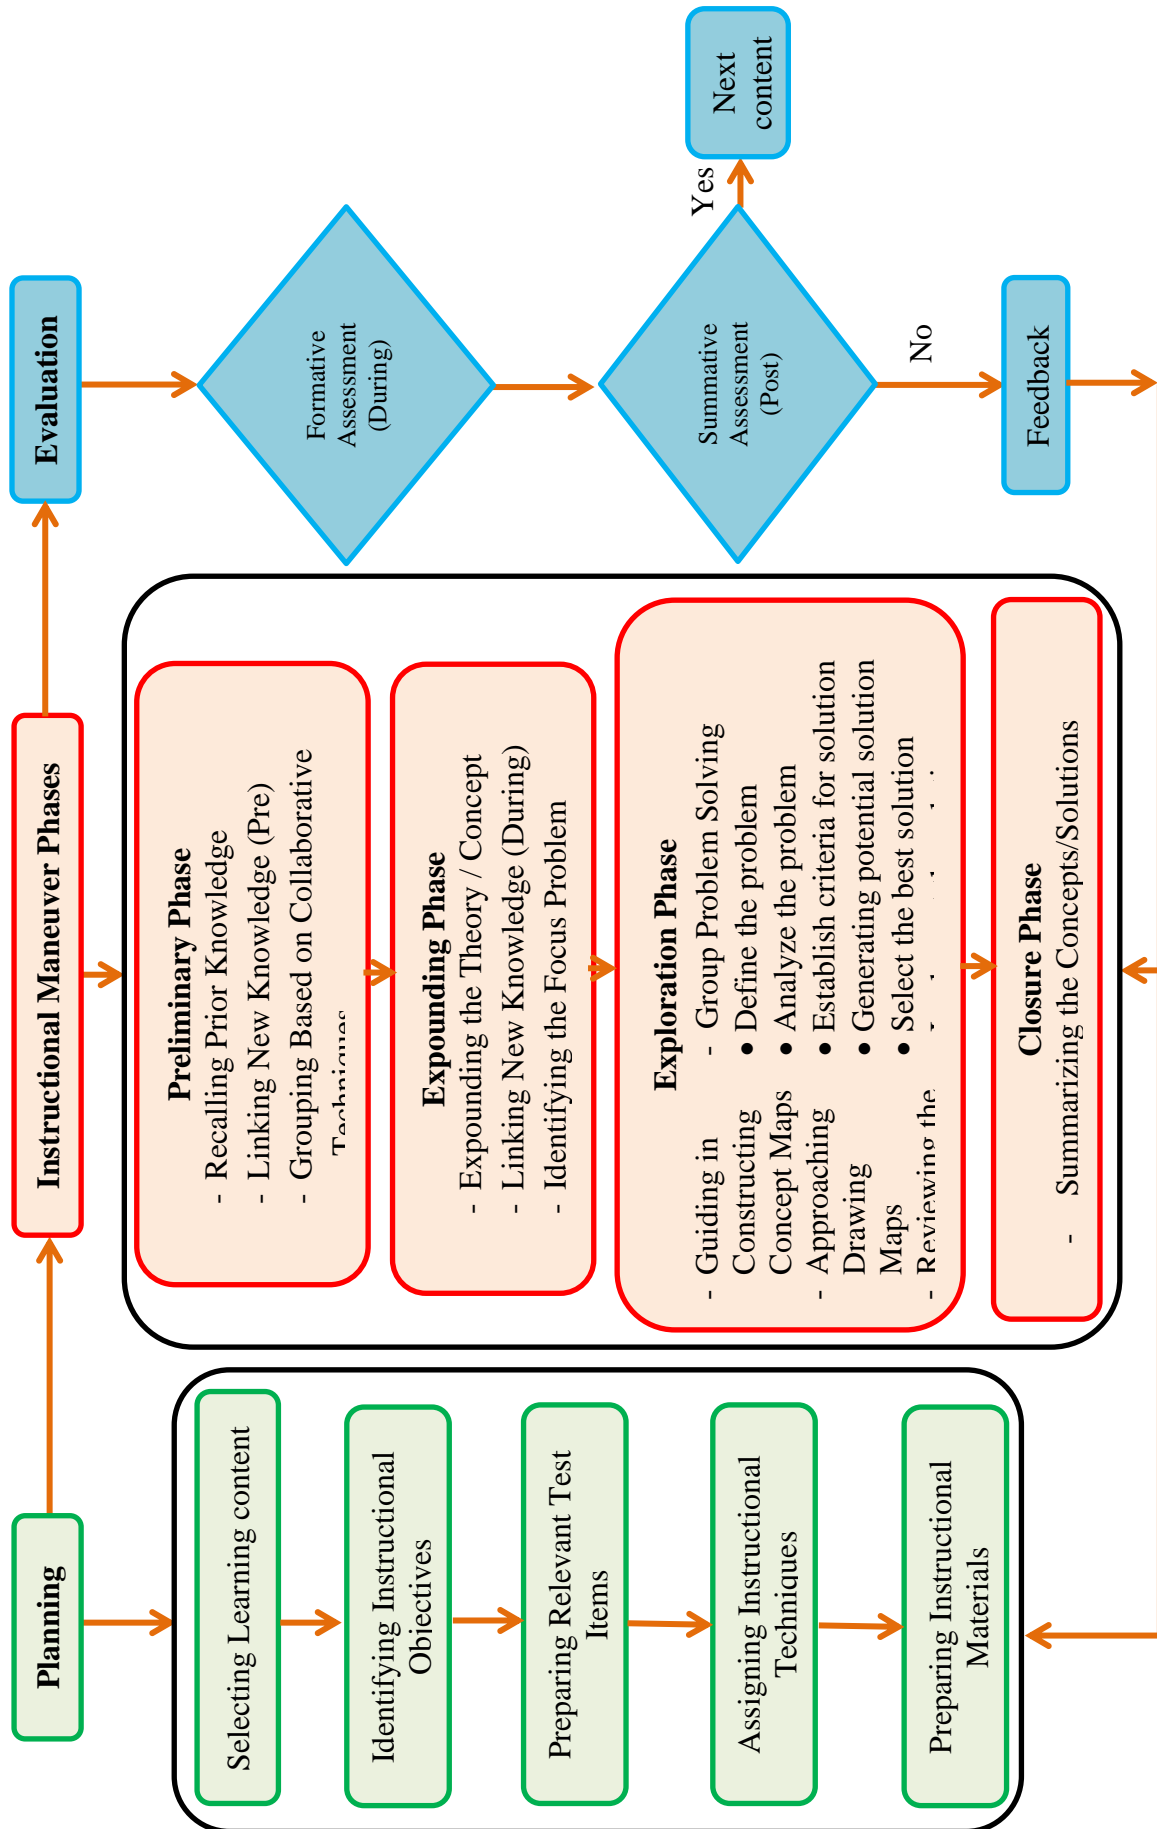 Planning
Selecting Learning content
Identifying Instructional
Objectives
Preparing Relevant Test
Items
Assigning Instructional
Techniques
Preparing Instructional
Materials
Instructional Maneuver Phases
Preliminary Phase
- Recalling Prior Knowledge
- Linking New Knowledge (Pre)
- Grouping Based on Collaborative
Techniques
Expounding Phase
- Expounding the Theory / Concept
- Linking New Knowledge (During)
- Identifying the Focus Problem
Exploration Phase
- Guiding in
Constructing
Concept Maps
- Approaching
Drawing
Maps
- Reviewing the
- Group Problem Solving
• Define the problem
• Analyze the problem
• Establish criteria for solution
• Generating potential solution
• Select the best solution
Closure Phase
- Summarizing the Concepts/Solutions
Evaluation
Formative
Assessment
(During)
Summative
Assessment
(Post)
Yes
Next
content
No
Feedback